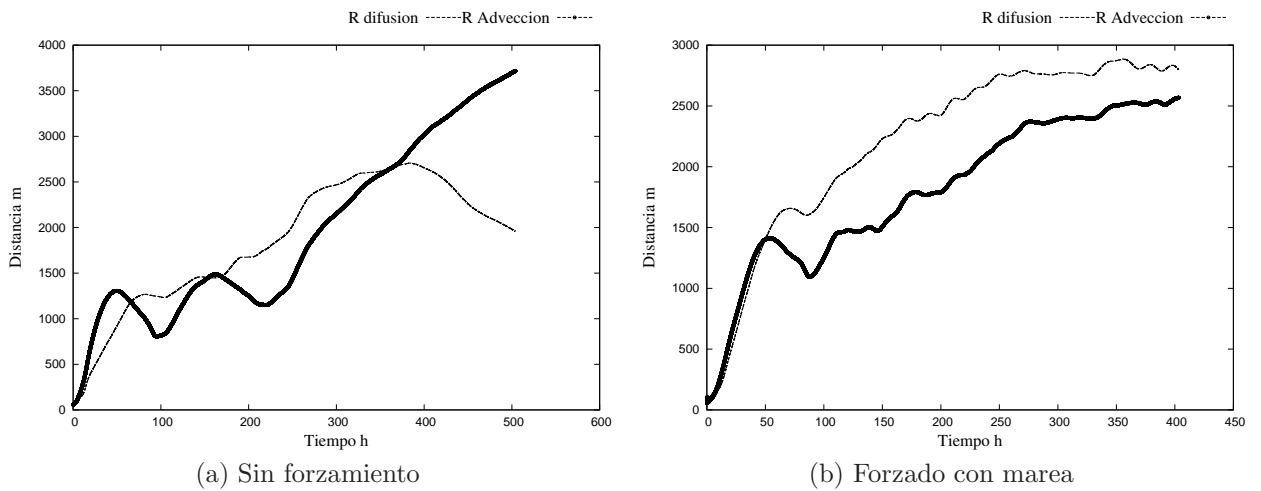 R difusion R Adveccion
4000
3500
3000
2500
2000
1500
1000
500
0
0 100 200 300 400 500 600
Distancia m
Tiempo h
(a) Sin forzamiento
R difusion R Adveccion
3000
2500
2000
1500
1000
500
0
0 50 100 150 200 250 300 350 400 450
Distancia m
Tiempo h
(b) Forzado con marea